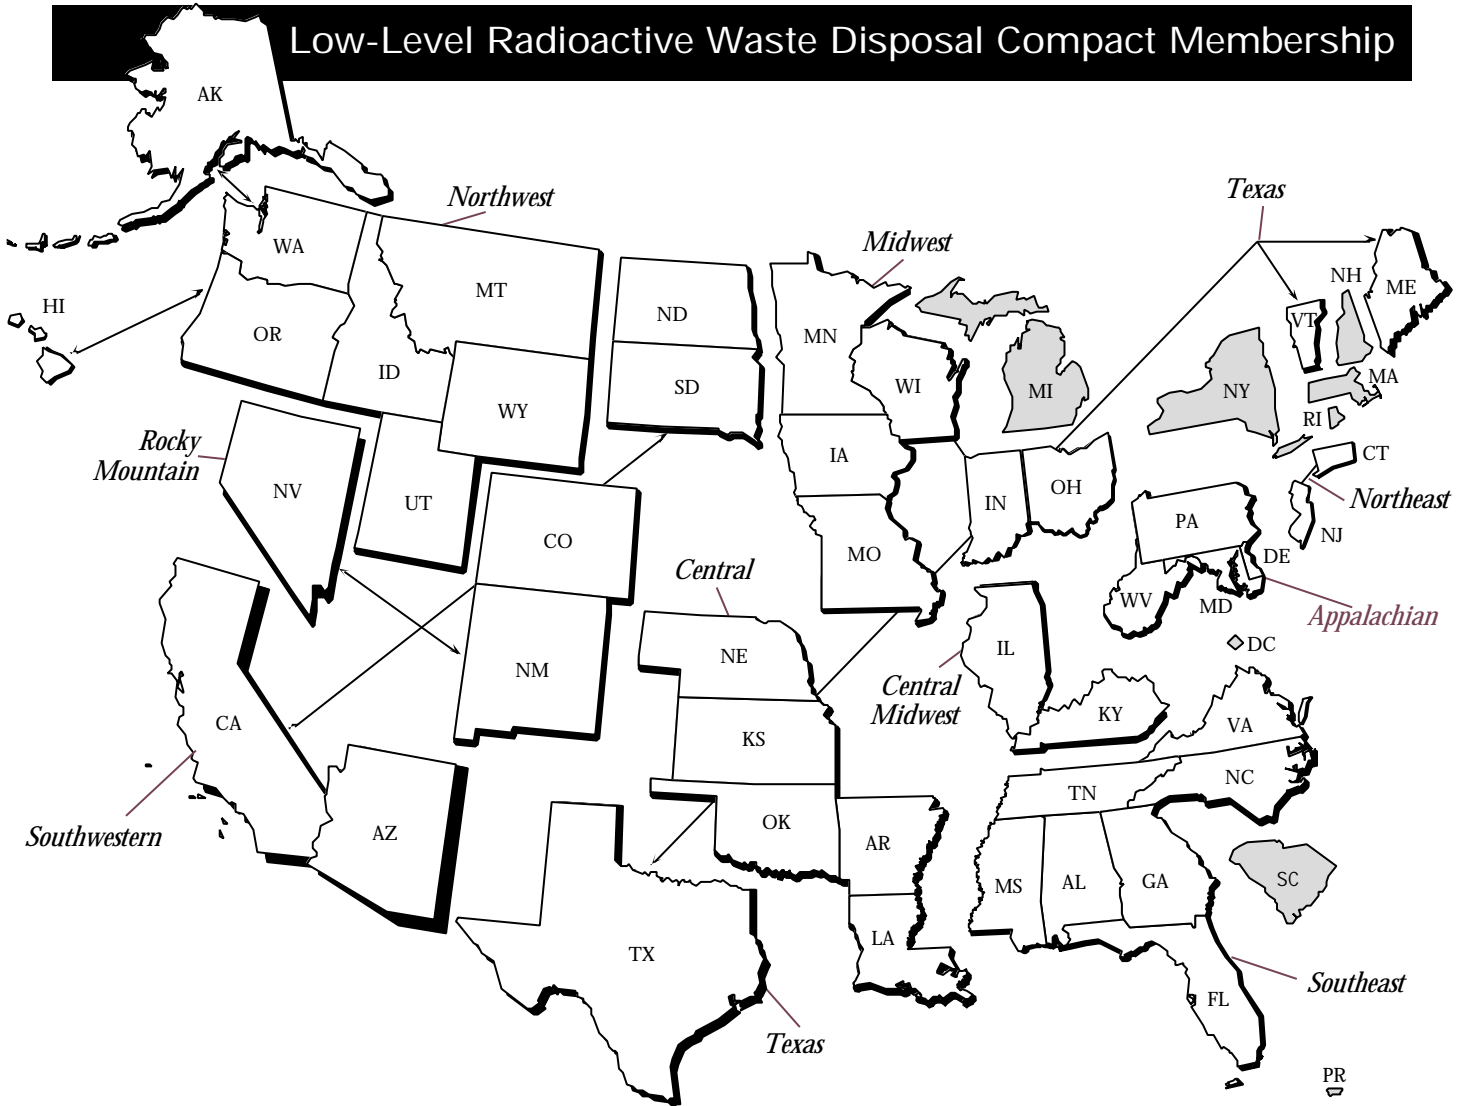 Low-Level Radioactive Waste Disposal Compact Membership
AK
Northwest
Texas
WA
Midwest
NH
ME
MT
HI
ND
VT
OR
MN
ID
SD
WI
MI
NY
MA
WY
RI
Rocky
Mountain
IA
CT
NV
UT
IN
OH
Northeast
PA
NJ
CO
MO
DE
Central
WV
MD
Appalachian
NM
NE
IL
DC
Central
Midwest
CA
KS
KY
VA
TN
NC
Southwestern
AZ
OK
AR
MS
AL
GA
SC
TX
LA
Southeast
FL
Texas
PR